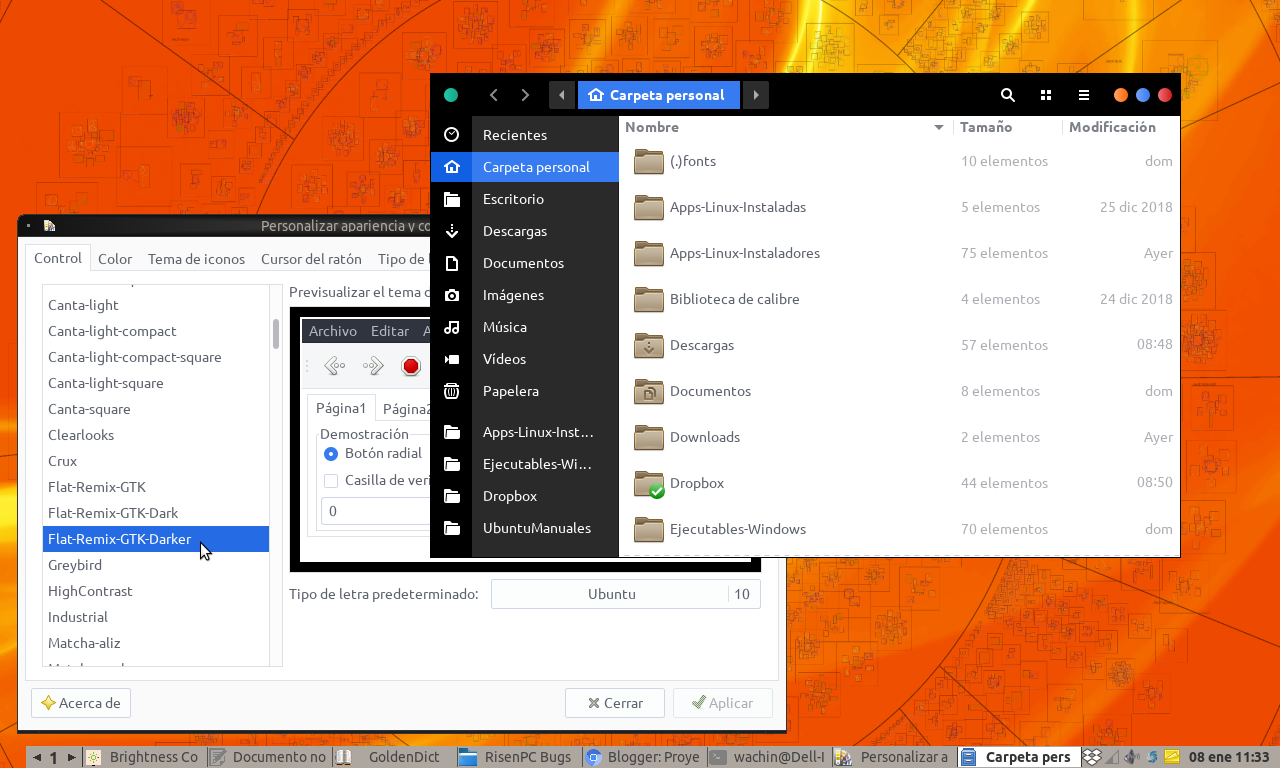 Carpeta personal
Recientes
Carpeta personal
Escritorio
Descargas
Documentos
Imágenes
Música
Vídeos
Papelera
Apps-Linux-Inst...
Ejecutables-Wi...
Dropbox
UbuntuManuales
Nombre Tamaño Modificación
(.)fonts 10 elementos dom
Apps-Linux-Instaladas 5 elementos 25 dic 2018
Apps-Linux-Instaladores 75 elementos Ayer
Biblioteca de calibre 4 elementos 24 dic 2018
Descargas 57 elementos 08:48
Documentos 8 elementos dom
Downloads 2 elementos Ayer
Dropbox 44 elementos 08:50
Ejecutables-Windows 70 elementos dom
Personalizar apariencia y co
Control Color Tema de iconos Cursor del ratón Tipo de
Canta-light
Canta-light-compact
Canta-light-compact-square
Canta-light-square
Canta-square
Clearlooks
Crux
Flat-Remix-GTK
Flat-Remix-GTK-Dark
Flat-Remix-GTK-Darker
Greybird
HighContrast
Industrial
Matcha-aliz
Previsualizar el tema
Archivo Editar
Página1 Página2
Demostración
Botón radial
Casilla de veri
0
Tipo de letra predeterminado: Ubuntu 10
Acerca de Cerrar Aplicar
1 Brightness Co Documento no GoldenDict RisenPC Bugs Blogger: Proye wachin@Dell-I Personalizar a Carpeta pers 08 ene 11:33